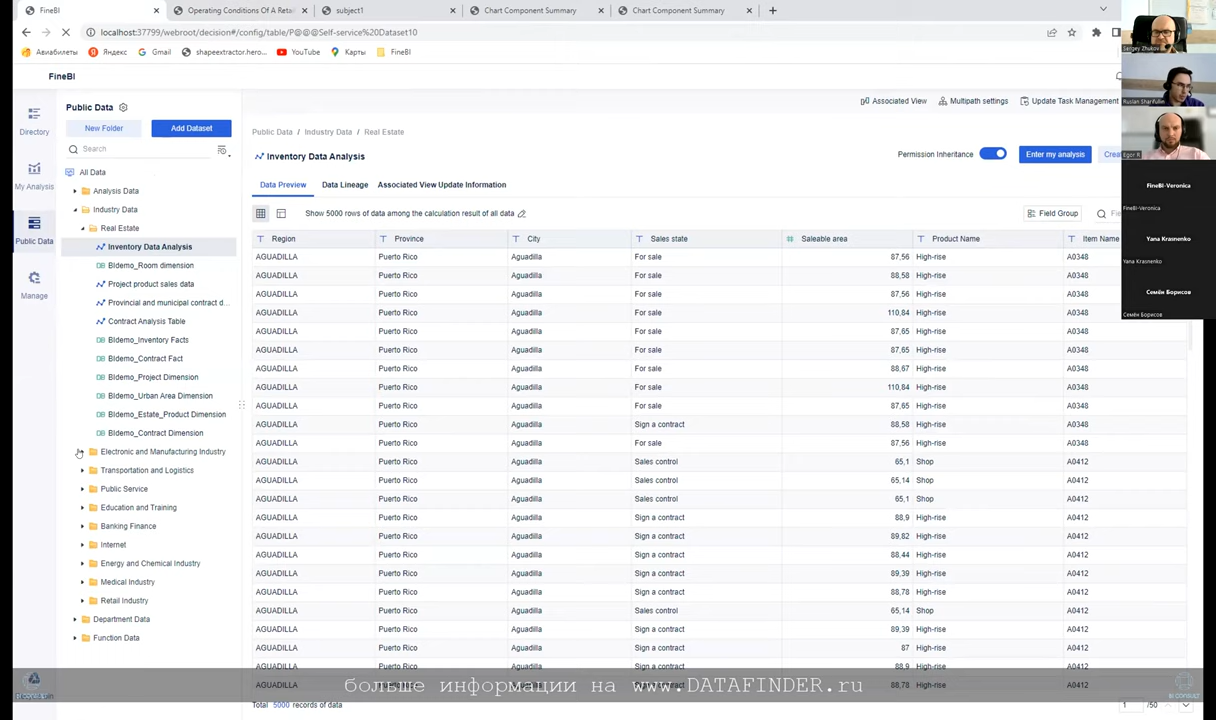 FineBI
Operating Conditions Of A Retai
subject1
Chart Component Summary
Chart Component Summary
localhost:37799/webroot/decision#/config/table/P@@@Self-service%20Dataset10
Авиабилеты
Яндекс
Gmail
shapeextractor.hero...
YouTube
Карты
FineBI
FineBI
Directory
My Analysis
Public Data
Manage
Public Data
New Folder
Add Dataset
Search
All Data
Analysis Data
Industry Data
Real Estate
Inventory Data Analysis
BIdemo_Room dimension
Project product sales data
Provincial and municipal contract d...
Contract Analysis Table
BIdemo_Inventory Facts
BIdemo_Contract Fact
BIdemo_Project Dimension
BIdemo_Urban Area Dimension
BIdemo_Estate_Product Dimension
BIdemo_Contract Dimension
Electronic and Manufacturing Industry
Transportation and Logistics
Public Service
Education and Training
Banking Finance
Internet
Energy and Chemical Industry
Medical Industry
Retail Industry
Department Data
Function Data
Associated View
Multipath settings
Update Task Management
Public Data / Industry Data / Real Estate
Inventory Data Analysis
Permission Inheritance
Enter my analysis
Crea
Data Preview
Data Lineage
Associated View Update Information
Show 5000 rows of data among the calculation result of all data
Field Group
Region Province City Sales state Saleable area Product Name Item Name
AGUADILLA Puerto Rico Aguadilla For sale 87,56 High-rise A0348
AGUADILLA Puerto Rico Aguadilla For sale 88,58 High-rise A0348
AGUADILLA Puerto Rico Aguadilla For sale 87,56 High-rise A0348
AGUADILLA Puerto Rico Aguadilla For sale 110,84 High-rise A0348
AGUADILLA Puerto Rico Aguadilla For sale 87,65 High-rise A0348
AGUADILLA Puerto Rico Aguadilla For sale 87,65 High-rise A0348
AGUADILLA Puerto Rico Aguadilla For sale 88,67 High-rise A0348
AGUADILLA Puerto Rico Aguadilla For sale 110,84 High-rise A0348
AGUADILLA Puerto Rico Aguadilla For sale 87,65 High-rise A0348
AGUADILLA Puerto Rico Aguadilla Sign a contract 88,58 High-rise A0348
AGUADILLA Puerto Rico Aguadilla For sale 87,56 High-rise A0348
AGUADILLA Puerto Rico Aguadilla Sales control 65,1 Shop A0412
AGUADILLA Puerto Rico Aguadilla Sales control 65,14 Shop A0412
AGUADILLA Puerto Rico Aguadilla Sales control 65,1 Shop A0412
AGUADILLA Puerto Rico Aguadilla Sign a contract 88,9 High-rise A0412
AGUADILLA Puerto Rico Aguadilla Sign a contract 89,82 High-rise A0412
AGUADILLA Puerto Rico Aguadilla Sign a contract 88,44 High-rise A0412
AGUADILLA Puerto Rico Aguadilla Sign a contract 89,39 High-rise A0412
AGUADILLA Puerto Rico Aguadilla Sign a contract 88,78 High-rise A0412
AGUADILLA Puerto Rico Aguadilla Sales control 65,14 Shop A0412
AGUADILLA Puerto Rico Aguadilla Sign a contract 89,39 High-rise A0412
AGUADILLA Puerto Rico Aguadilla Sign a contract 87 High-rise A0412
AGUADILLA Puerto Rico Aguadilla Sign a contract 88,9 High-rise A0412
AGUADILLA Puerto Rico Aguadilla Sign a contract 88,78 High-rise A0412
Total 5000 records of data
1 /50
Sergey Zhukov
Ruslan Sharifullin
Egor R
FineBI-Veronica
FineBI-Veronica
Yana Krasnenko
Yana Krasnenko
Семён Борисов
Семён Борисов
больше информации на www.DATAFINDER.ru
BI CONSULT
BI CONSULT